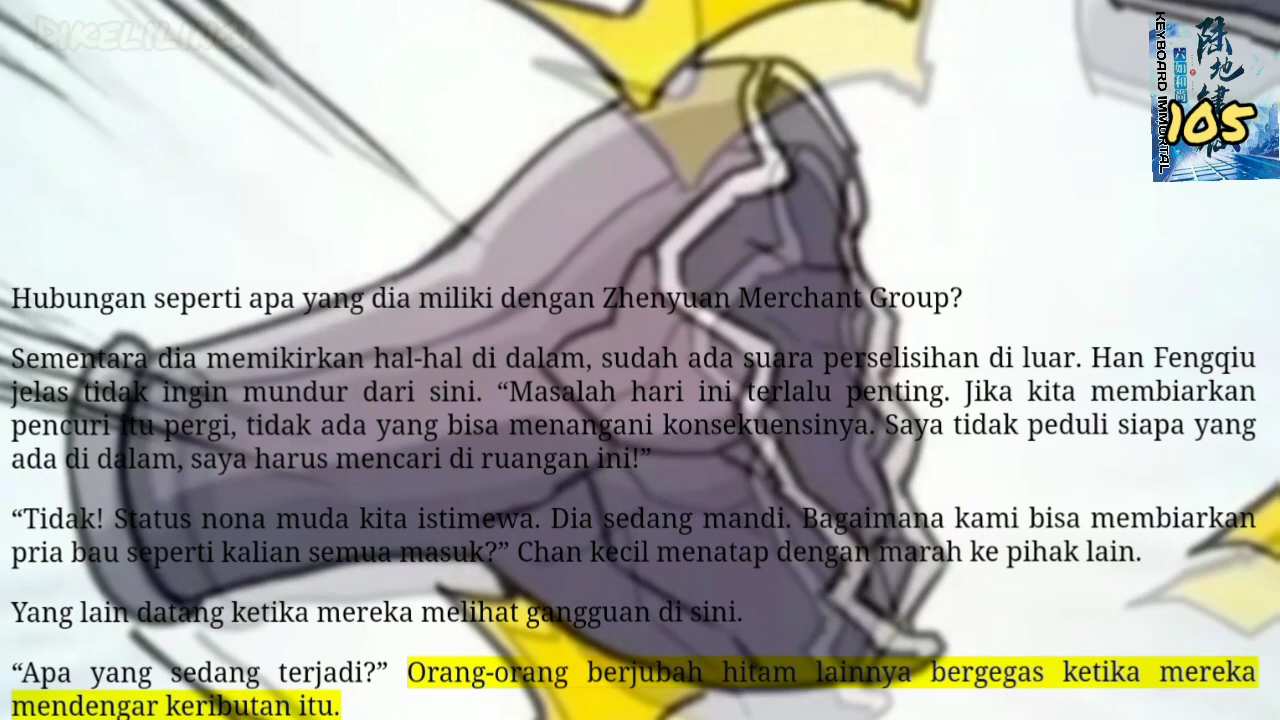 DIKELILINGI
KEYBOARD IMMORTAL
陆地键仙
105
Hubungan seperti apa yang dia miliki dengan Zhenyuan Merchant Group?
Sementara dia memikirkan hal-hal di dalam, sudah ada suara perselisihan di luar. Han Fengqiu
jelas tidak ingin mundur dari sini. “Masalah hari ini terlalu penting. Jika kita membiarkan
pencuri itu pergi, tidak ada yang bisa menangani konsekuensinya. Saya tidak peduli siapa yang
ada di dalam, saya harus mencari di ruangan ini!”
“Tidak! Status nona muda kita istimewa. Dia sedang mandi. Bagaimana kami bisa membiarkan
pria bau seperti kalian semua masuk?” Chan kecil menatap dengan marah ke pihak lain.
Yang lain datang ketika mereka melihat gangguan di sini.
“Apa yang sedang terjadi?” Orang-orang berjubah hitam lainnya bergegas ketika mereka
mendengar keributan itu.